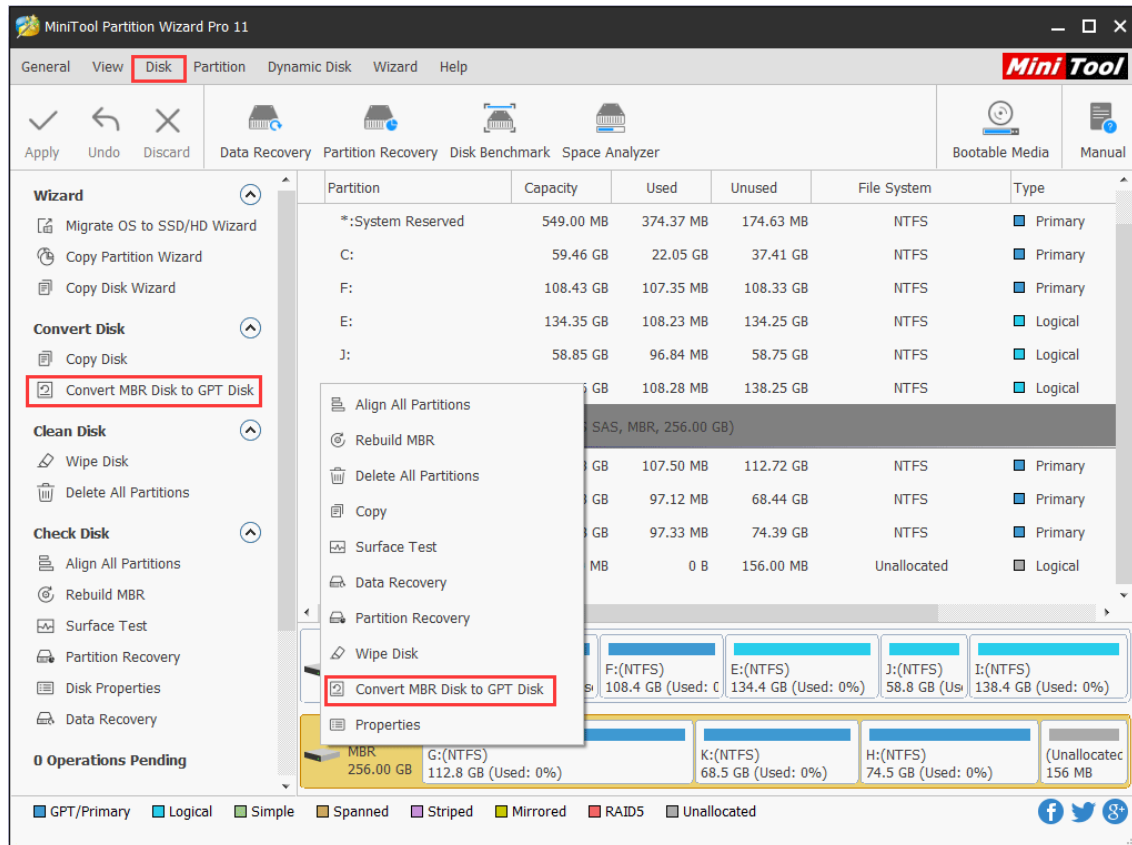 MiniTool Partition Wizard Pro 11
General View Disk Partition Dynamic Disk Wizard Help
Mini Tool
Apply Undo Discard Data Recovery Partition Recovery Disk Benchmark Space Analyzer Bootable Media Manual
Wizard
Migrate OS to SSD/HD Wizard
Copy Partition Wizard
Copy Disk Wizard
Convert Disk
Copy Disk
Convert MBR Disk to GPT Disk
Clean Disk
Wipe Disk
Delete All Partitions
Check Disk
Align All Partitions
Rebuild MBR
Surface Test
Partition Recovery
Disk Properties
Data Recovery
0 Operations Pending
Partition Capacity Used Unused File System Type
*:System Reserved 549.00 MB 374.37 MB 174.63 MB NTFS Primary
C: 59.46 GB 22.05 GB 37.41 GB NTFS Primary
F: 108.43 GB 107.35 MB 108.33 GB NTFS Primary
E: 134.35 GB 108.23 MB 134.25 GB NTFS Logical
J: 58.85 GB 96.84 MB 58.75 GB NTFS Logical
GB 108.28 MB 138.25 GB NTFS Logical
SAS, MBR, 256.00 GB)
GB 107.50 MB 112.72 GB NTFS Primary
GB 97.12 MB 68.44 GB NTFS Primary
GB 97.33 MB 74.39 GB NTFS Primary
MB 0 B 156.00 MB Unallocated Logical
Align All Partitions
Rebuild MBR
Delete All Partitions
Copy
Surface Test
Data Recovery
Partition Recovery
Wipe Disk
Convert MBR Disk to GPT Disk
Properties
F:(NTFS) E:(NTFS) J:(NTFS) I:(NTFS)
108.4 GB (Used: 134.4 GB (Used: 0%) 58.8 GB 138.4 GB (Used: 0%)
MBR G:(NTFS) K:(NTFS) H:(NTFS) (Unallocatec
256.00 GB 112.8 GB (Used: 0%) 68.5 GB (Used: 0%) 74.5 GB (Used: 0%) 156 MB
GPT/Primary Logical Simple Spanned Striped Mirrored RAID5 Unallocated